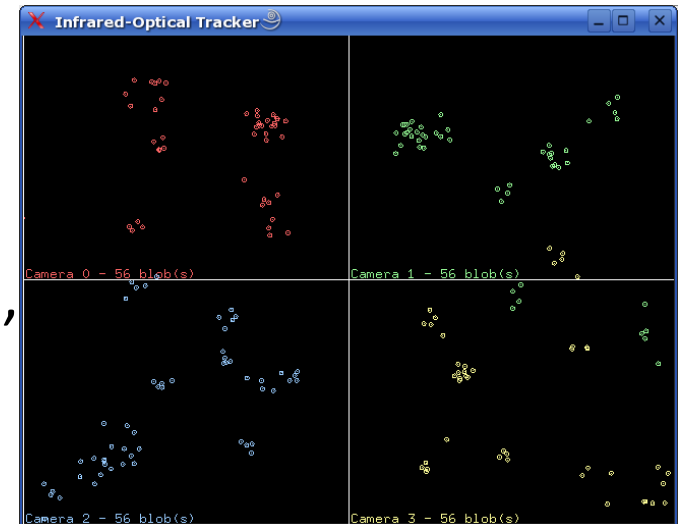 Infrared-Optical Tracker
Camera 0 - 56 blob(s)
Camera 1 - 56 blob(s)
,
Camera 2 - 56 blob(s)
Camera 3 - 56 blob(s)